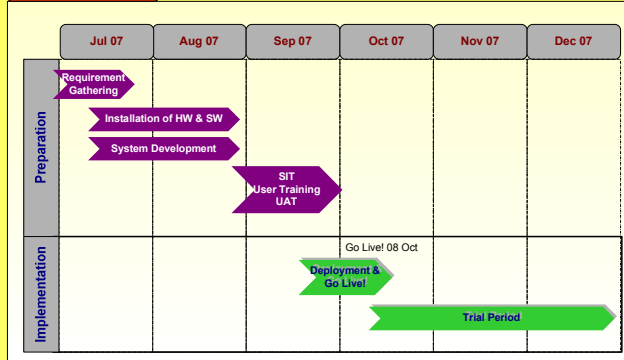 Jul 07 Aug 07 Sep 07 Oct 07 Nov 07 Dec 07
Preparation
Requirement
Gathering
Installation of HW & SW
System Development
SIT
User Training
UAT
Implementation
Go Live! 08 Oct
Deployment &
Go Live!
Trial Period